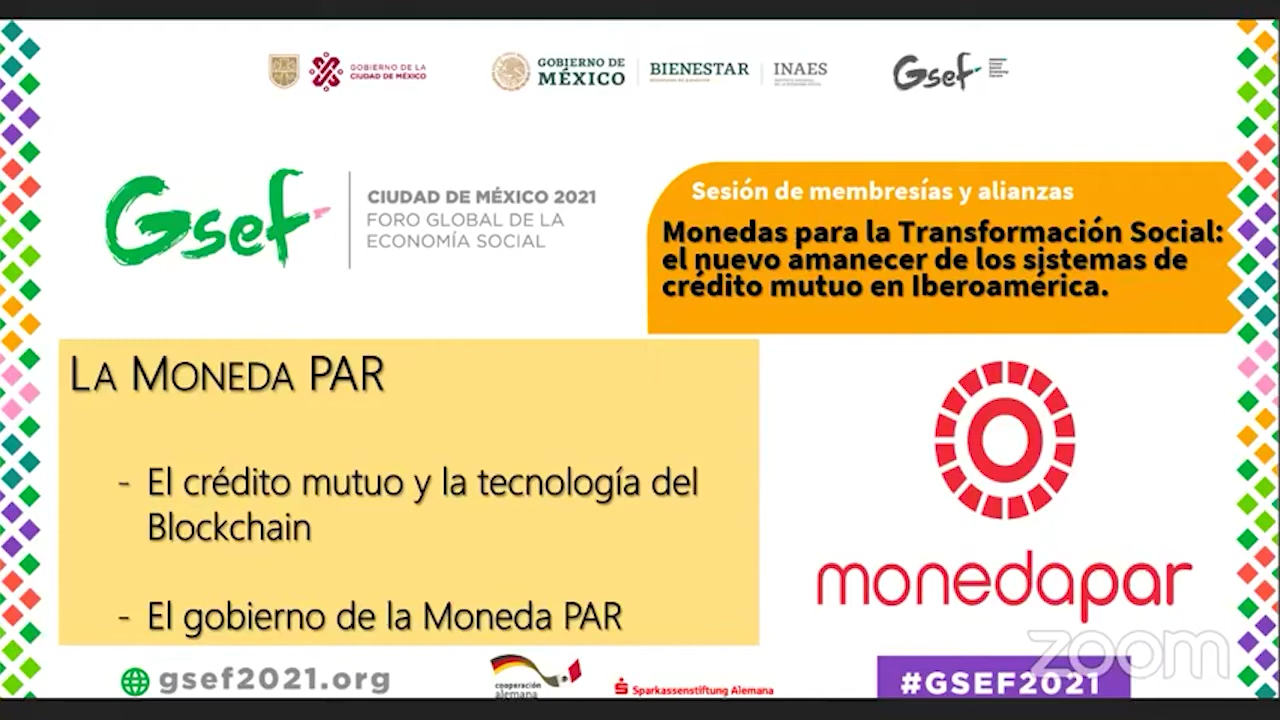 GOBIERNO DE LA
CIUDAD DE MÉXICO
GOBIERNO DE
MÉXICO
BIENESTAR
INAES
Gsef
Gsef
CIUDAD DE MÉXICO 2021
FORO GLOBAL DE LA
ECONOMÍA SOCIAL
Sesión de membresías y alianzas
Monedas para la Transformación Social:
el nuevo amanecer de los sistemas de
crédito mutuo en Iberoamérica.
LA MONEDA PAR
- El crédito mutuo y la tecnología del
Blockchain
- El gobierno de la Moneda PAR
monedapar
gsef2021.org
cooperación
alemana
Sparkassenstiftung Alemana
#GSEF2021
zoom